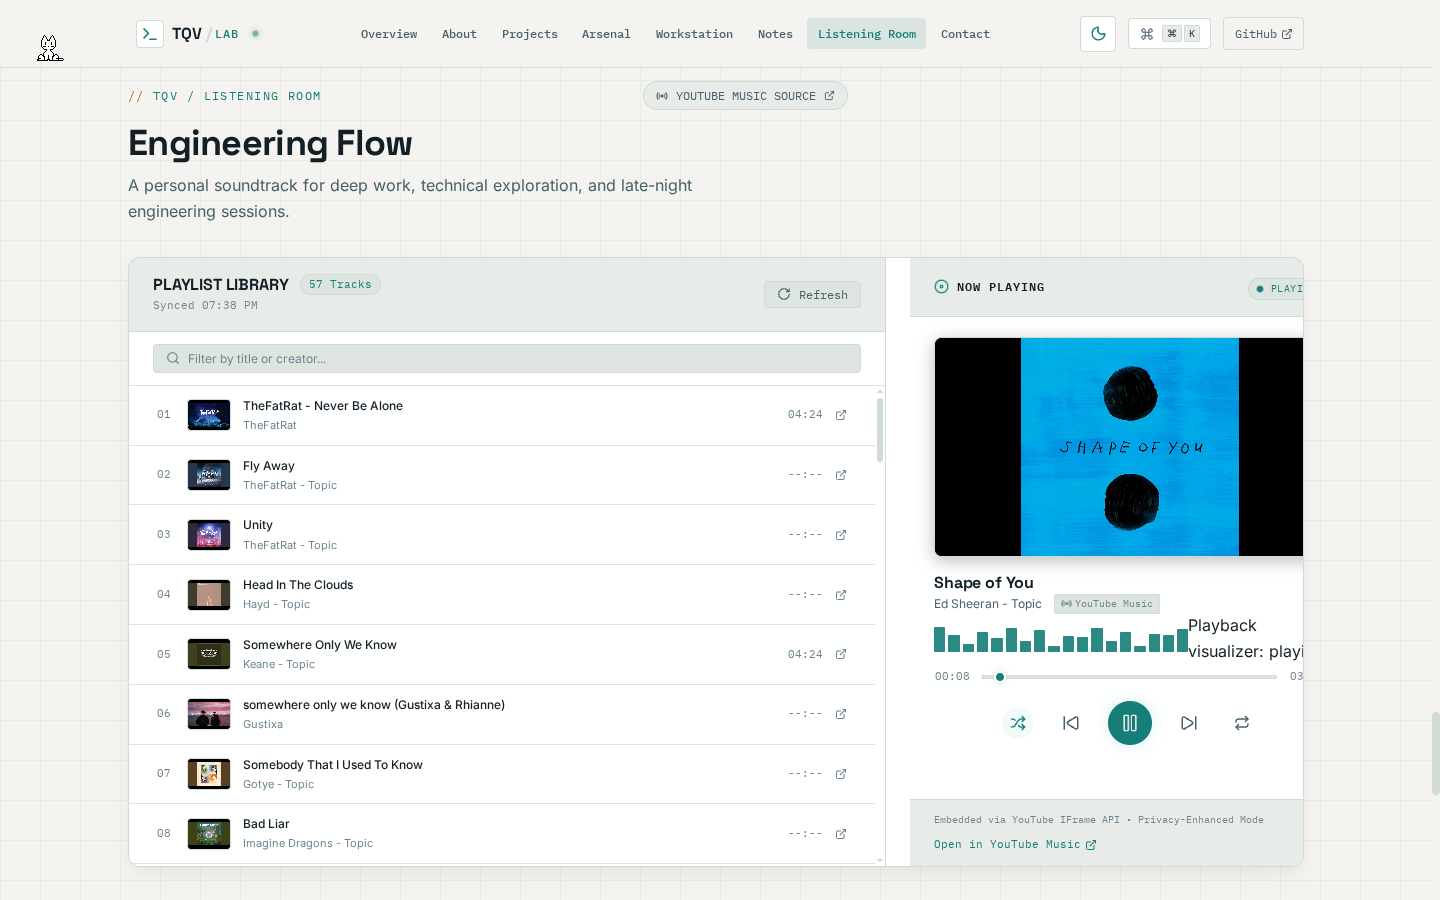 TQV / LAB
Overview About Projects Arsenal Workstation Notes Listening Room Contact
⌘ ⌘ K GitHub
// TQV / LISTENING ROOM
YOUTUBE MUSIC SOURCE
Engineering Flow
A personal soundtrack for deep work, technical exploration, and late-night
engineering sessions.
PLAYLIST LIBRARY 57 Tracks
Synced 07:38 PM
Refresh
Filter by title or creator...
01 TheFatRat - Never Be Alone 04:24
TheFatRat
02 Fly Away --:--
TheFatRat - Topic
03 Unity --:--
TheFatRat - Topic
04 Head In The Clouds --:--
Hayd - Topic
05 Somewhere Only We Know 04:24
Keane - Topic
06 somewhere only we know (Gustixa & Rhianne) --:--
Gustixa
07 Somebody That I Used To Know --:--
Gotye - Topic
08 Bad Liar --:--
Imagine Dragons - Topic
NOW PLAYING
PLAYI
SHAPE OF YOU
Shape of You
Ed Sheeran - Topic YouTube Music
Playback
visualizer: playi
00:08 03
Embedded via YouTube IFrame API • Privacy-Enhanced Mode
Open in YouTube Music